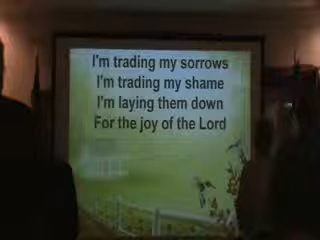 I'm trading my sorrows
I'm trading my shame
I'm laying them down
For the joy of the Lord